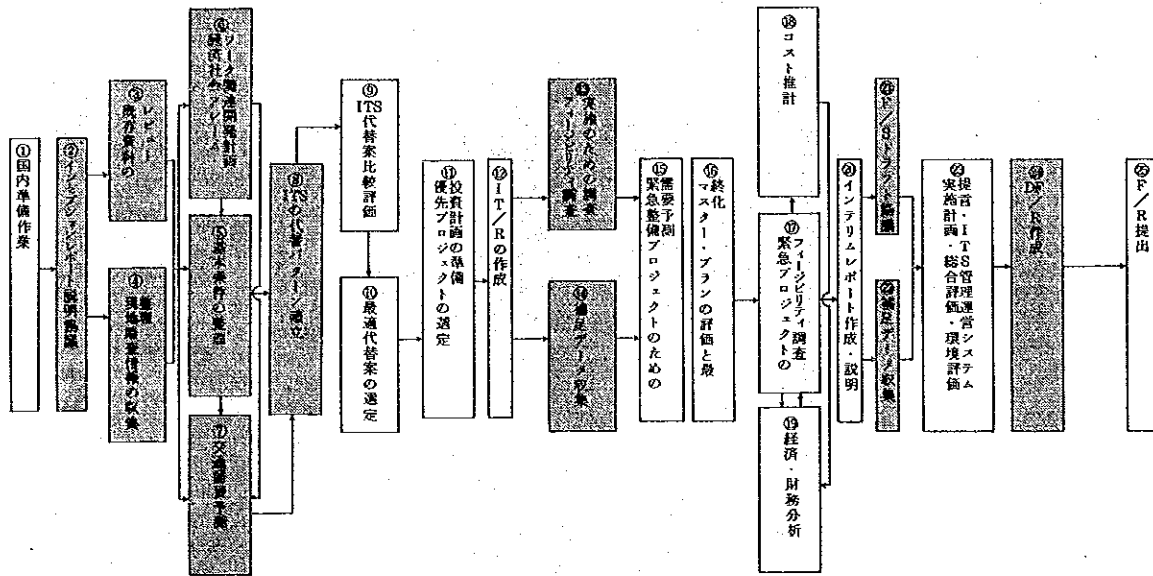 ①国内準備作業
②インセプションレポート説明協議
③既存資料の
レビュー
④現地調査情報の収集
整理
⑤基本条件の整理
⑥経済社会フレーム
ワーク関連開発計画
⑦交通需要予測
⑧ITSの代替パターン確立
⑨ITS代替案比較評価
⑩最適代替案の選定
⑪投資計画の準備
優先プロジェクトの選定
⑫IT/Rの作成
⑬実施のための調査
フィージビリティ調査
⑭補足データ収集
⑮緊急整備プロジェクトのための
需要予測
⑯マスター・プランの評価と最
終化
⑰緊急プロジェクトの
フィージビリティ調査
⑱コスト推計
⑲経済・財務分析
⑳インテリムレポート作成・説明
㉑F/Sドラフト協議
㉒補足データ収集
㉓提言・ITS管理運営システム
実施計画・総合評価・環境評価
㉔DF/R作成
㉕F/R提出